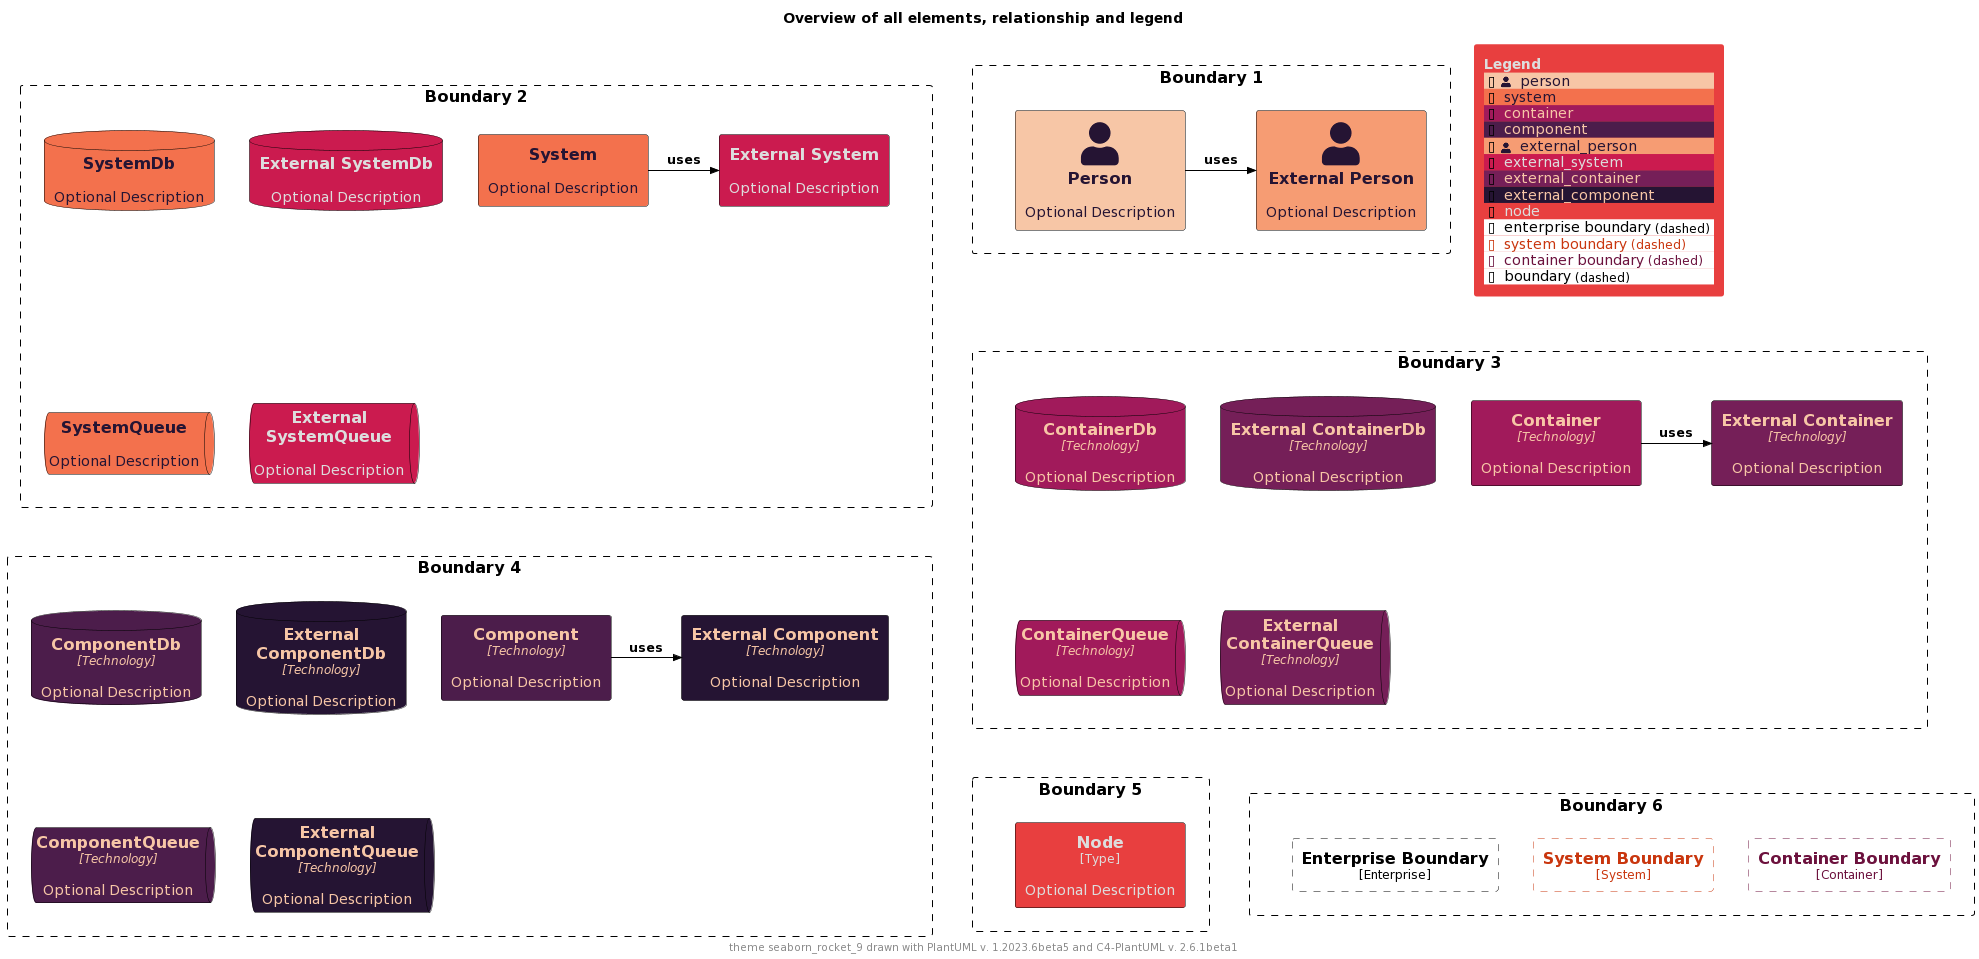 Overview of all elements, relationship and legend
Boundary 2
SystemDb
Optional Description
External SystemDb
Optional Description
System
Optional Description
uses
External System
Optional Description
SystemQueue
Optional Description
External
SystemQueue
Optional Description
Boundary 1
Person
Optional Description
uses
External Person
Optional Description
Legend
person
system
container
component
external_person
external_system
external_container
external_component
node
enterprise boundary (dashed)
system boundary (dashed)
container boundary (dashed)
boundary (dashed)
Boundary 3
ContainerDb
[Technology]
Optional Description
External ContainerDb
[Technology]
Optional Description
Container
[Technology]
Optional Description
uses
External Container
[Technology]
Optional Description
ContainerQueue
[Technology]
Optional Description
External
ContainerQueue
[Technology]
Optional Description
Boundary 4
ComponentDb
[Technology]
Optional Description
External
ComponentDb
[Technology]
Optional Description
Component
[Technology]
Optional Description
uses
External Component
[Technology]
Optional Description
ComponentQueue
[Technology]
Optional Description
External
ComponentQueue
[Technology]
Optional Description
Boundary 5
Node
[Type]
Optional Description
Boundary 6
Enterprise Boundary
[Enterprise]
System Boundary
[System]
Container Boundary
[Container]
theme seaborn_rocket_9 drawn with PlantUML v. 1.2023.6beta5 and C4-PlantUML v. 2.6.1beta1